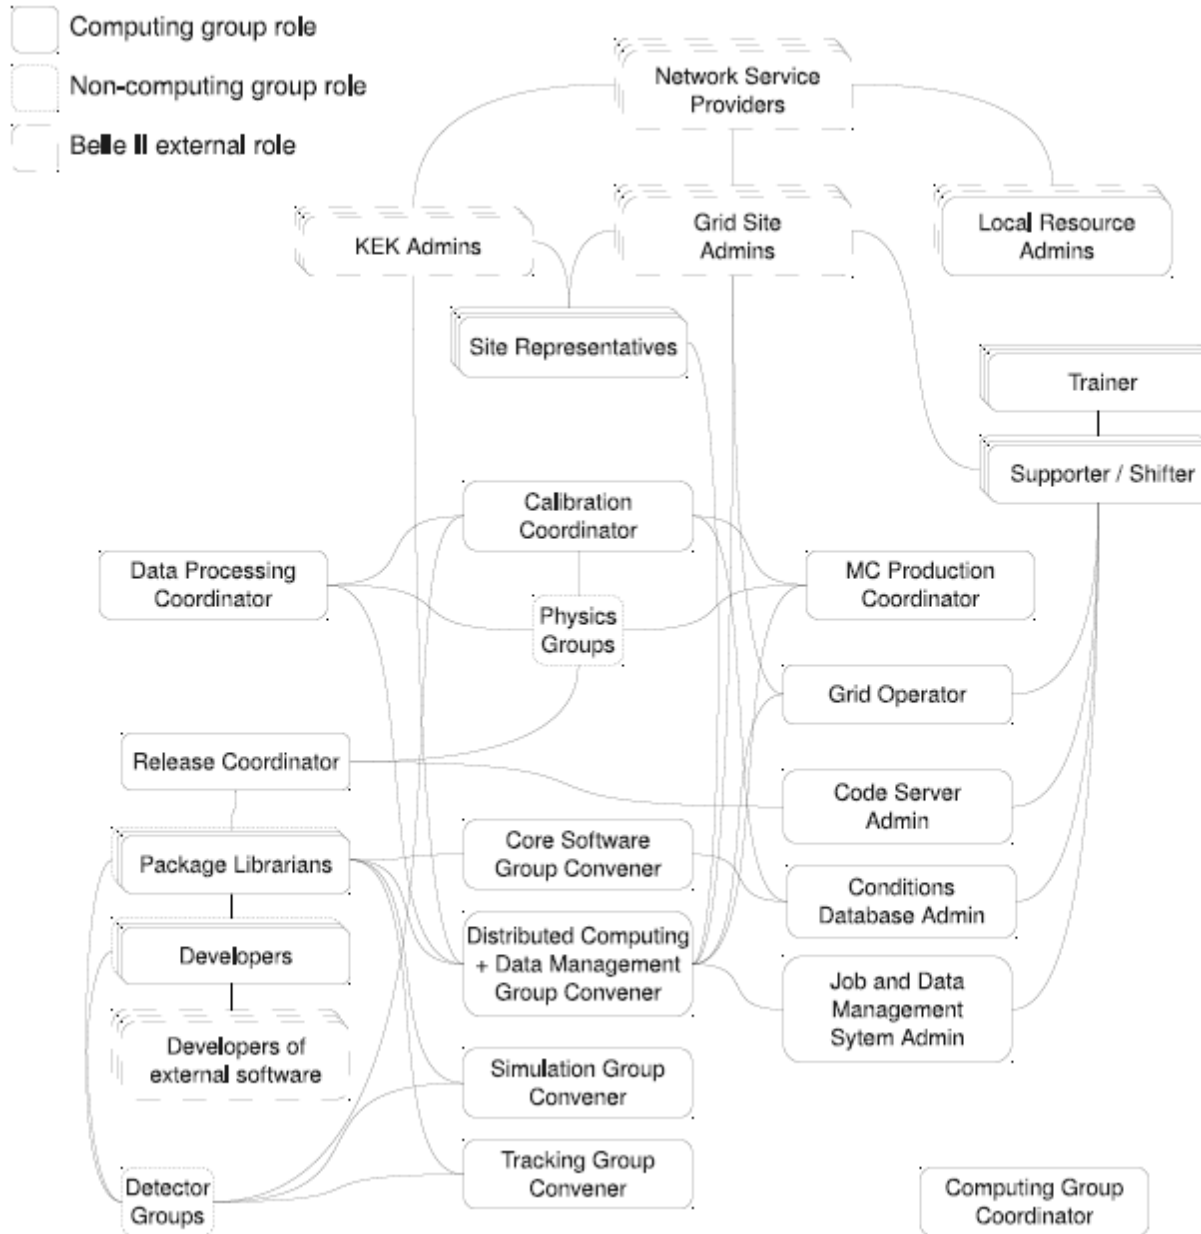 Computing group role
Non-computing group role
Belle II external role
Network Service
Providers
KEK Admins
Grid Site
Admins
Local Resource
Admins
Site Representatives
Trainer
Supporter / Shifter
Calibration
Coordinator
Data Processing
Coordinator
MC Production
Coordinator
Physics
Groups
Grid Operator
Release Coordinator
Code Server
Admin
Core Software
Group Convener
Package Librarians
Conditions
Database Admin
Distributed Computing
+ Data Management
Group Convener
Developers
Job and Data
Management
Sytem Admin
Developers of
external software
Simulation Group
Convener
Tracking Group
Convener
Detector
Groups
Computing Group
Coordinator